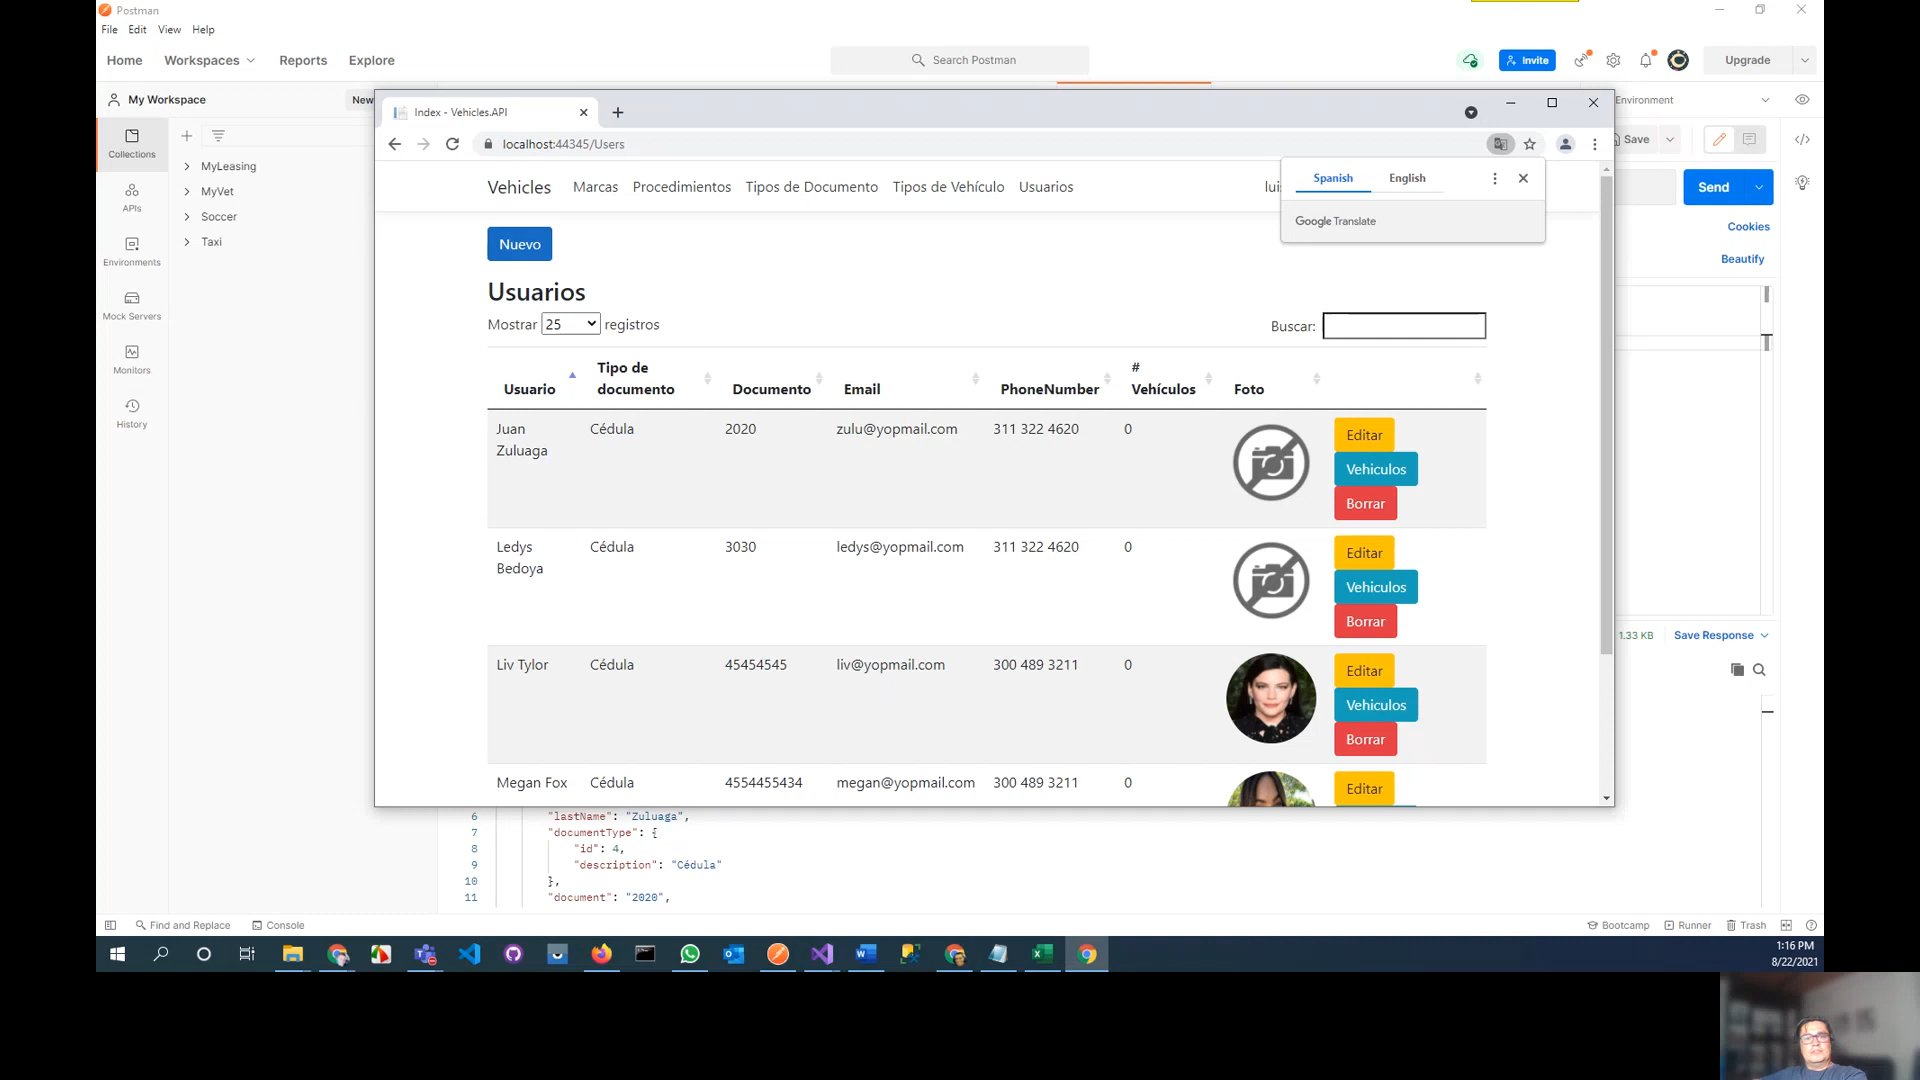 Postman
File Edit View Help
Home Workspaces Reports Explore
Search Postman
Invite
Upgrade
My Workspace
New
Environment
Index - Vehicles.API
localhost:44345/Users
Save
Send
Cookies
Beautify
Collections
APIs
Environments
Mock Servers
Monitors
History
MyLeasing
MyVet
Soccer
Taxi
Vehicles Marcas Procedimientos Tipos de Documento Tipos de Vehículo Usuarios
luis
Spanish English
Google Translate
Nuevo
Usuarios
Mostrar 25 registros
Buscar:
Usuario Tipo de documento Documento Email PhoneNumber # Vehículos Foto
Juan Zuluaga Cédula 2020 zulu@yopmail.com 311 322 4620 0
Editar
Vehiculos
Borrar
Ledys Bedoya Cédula 3030 ledys@yopmail.com 311 322 4620 0
Editar
Vehiculos
Borrar
Liv Tylor Cédula 45454545 liv@yopmail.com 300 489 3211 0
Editar
Vehiculos
Borrar
Megan Fox Cédula 4554455434 megan@yopmail.com 300 489 3211 0
Editar
1.33 KB Save Response
6 "lastName": "Zuluaga",
7 "documentType": {
8 "id": 4,
9 "description": "Cédula"
10 },
11 "document": "2020",
Find and Replace Console
Bootcamp Runner Trash
1:16 PM
8/22/2021